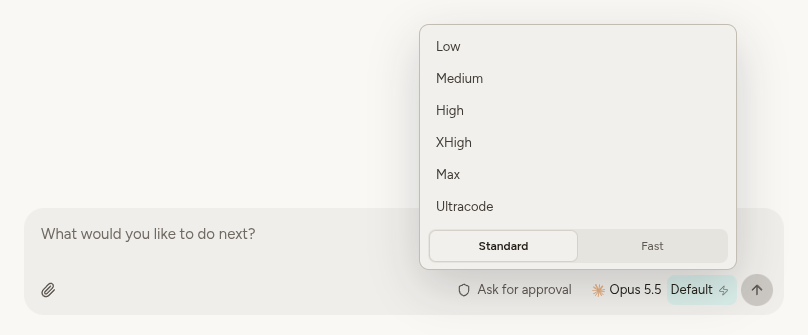 Low
Medium
High
XHigh
Max
Ultracode
Standard Fast
What would you like to do next?
Ask for approval Opus 5.5 Default